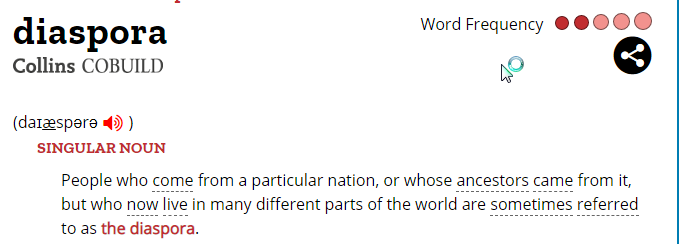 diaspora
Word Frequency
Collins COBUILD
(daɪæspərə )
SINGULAR NOUN
People who come from a particular nation, or whose ancestors came from it,
but who now live in many different parts of the world are sometimes referred
to as the diaspora.